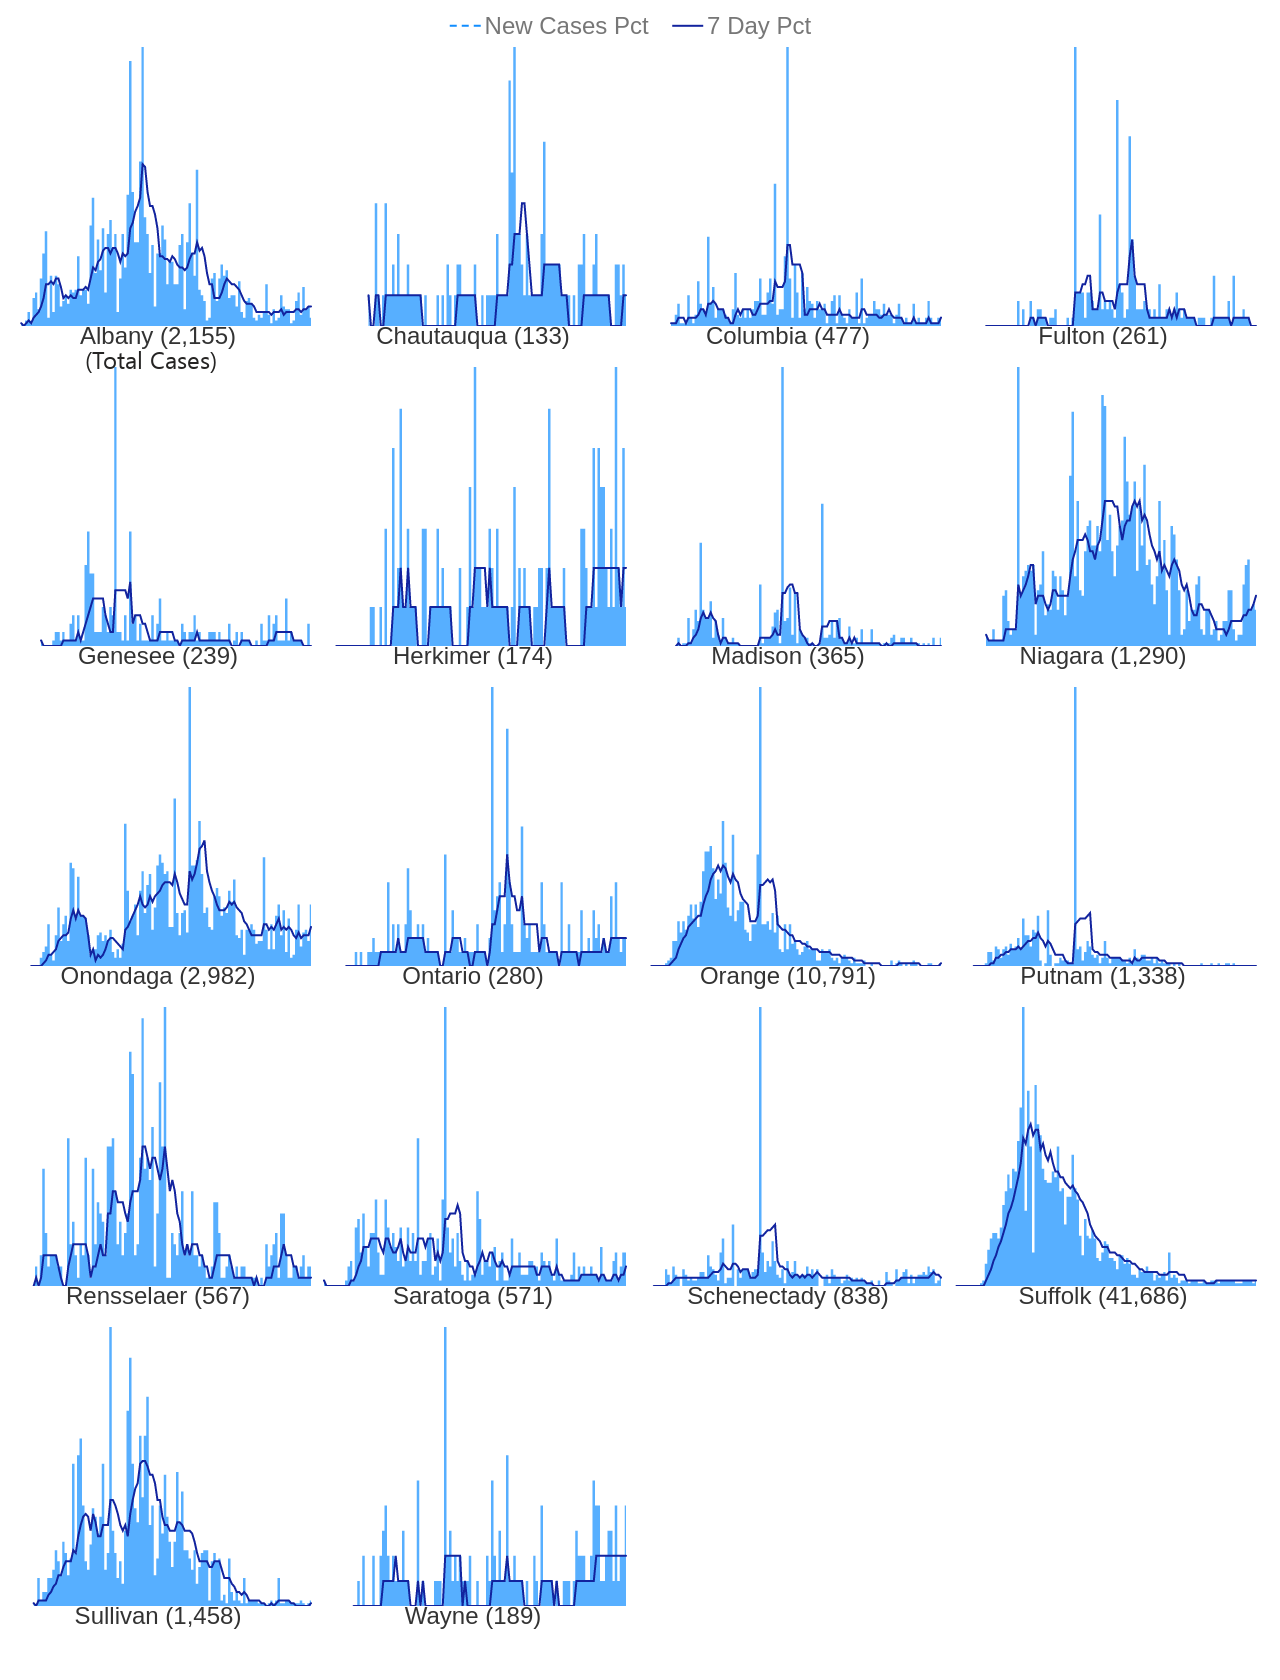 New Cases Pct 7 Day Pct
Albany (2,155) Chautauqua (133) Columbia (477) Fulton (261)
(Total Cases)
Genesee (239) Herkimer (174) Madison (365) Niagara (1,290)
Onondaga (2,982) Ontario (280) Orange (10,791) Putnam (1,338)
Rensselaer (567) Saratoga (571) Schenectady (838) Suffolk (41,686)
Sullivan (1,458) Wayne (189)